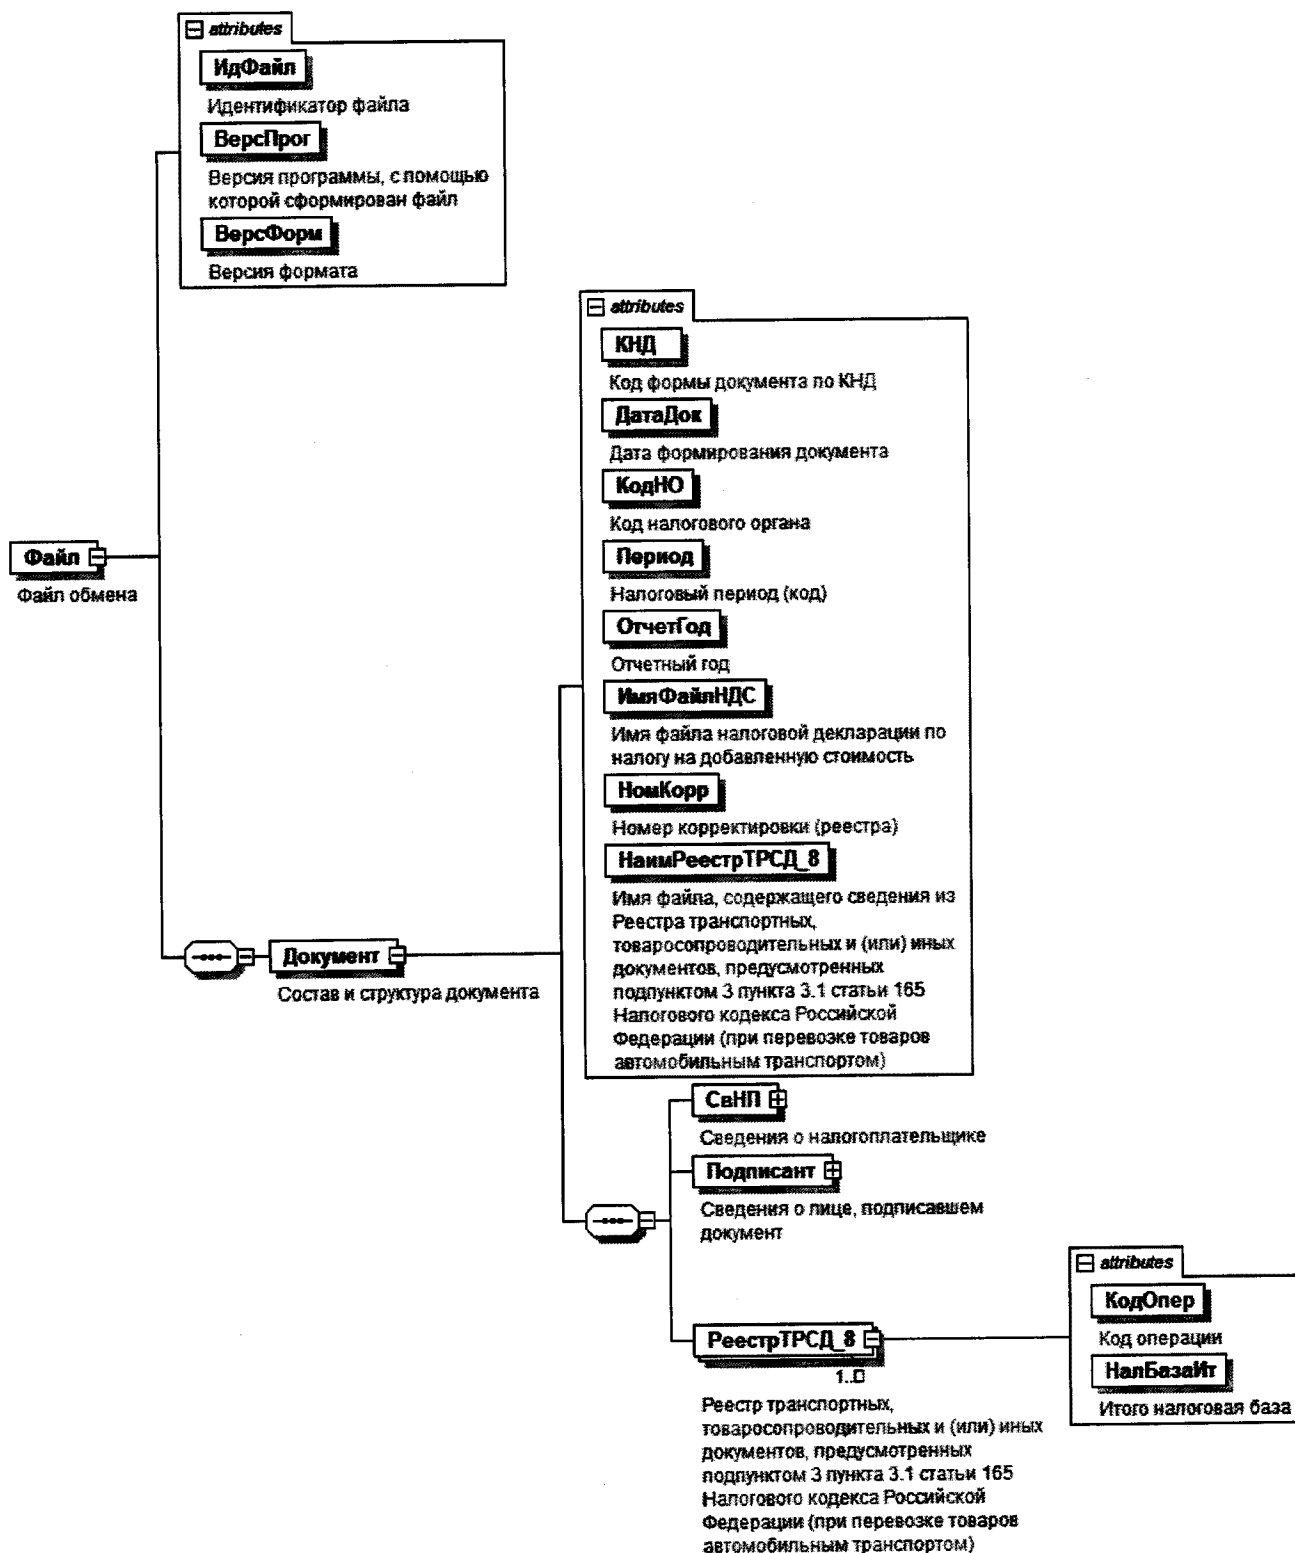 attributes
ИдФайл
Идентификатор файла
ВерсПрог
Версия программы, с помощью
которой сформирован файл
ВерсФорм
Версия формата
Файл
Файл обмена
attributes
КНД
Код формы документа по КНД
ДатаДок
Дата формирования документа
КодНО
Код налогового органа
Период
Налоговый период (код)
ОтчетГод
Отчетный год
ИмяФайлНДС
Имя файла налоговой декларации по
налогу на добавленную стоимость
НомКорр
Номер корректировки (реестра)
НаимРеестрТРСД_8
Имя файла, содержащего сведения из
Реестра транспортных,
товаросопроводительных и (или) иных
документов, предусмотренных
подпунктом 3 пункта 3.1 статьи 165
Налогового кодекса Российской
Федерации (при перевозке товаров
автомобильным транспортом)
Документ
Состав и структура документа
СвНП
Сведения о налогоплательщике
Подписант
Сведения о лице, подписавшем
документ
РеестрТРСД_8
1..□
Реестр транспортных,
товаросопроводительных и (или) иных
документов, предусмотренных
подпунктом 3 пункта 3.1 статьи 165
Налогового кодекса Российской
Федерации (при перевозке товаров
автомобильным транспортом)
attributes
КодОпер
Код операции
НалБазаИт
Итого налоговая база